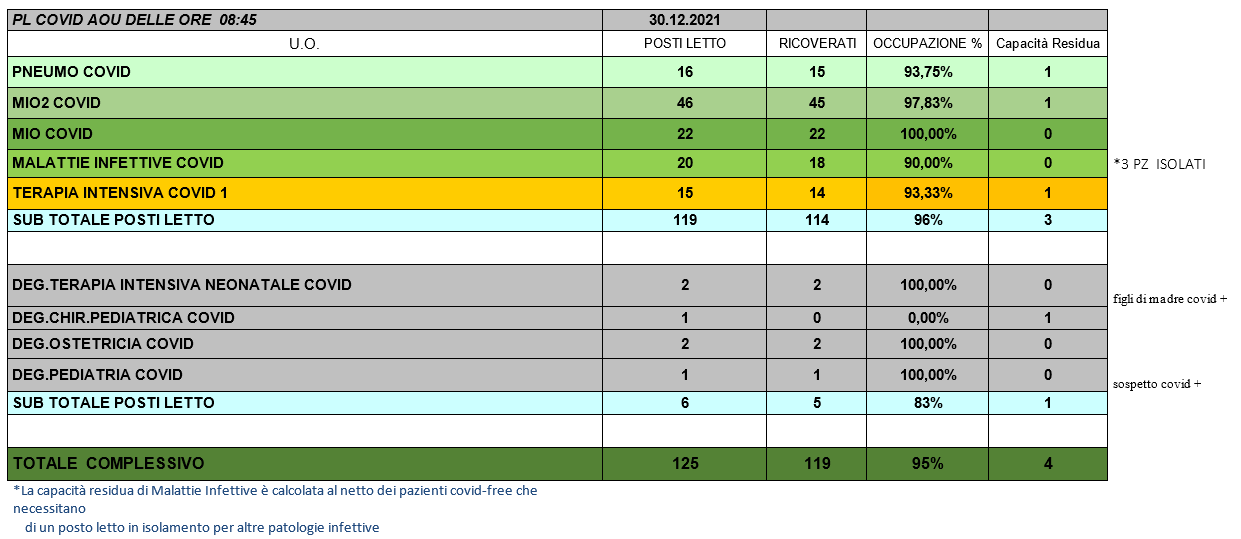 PL COVID AOU DELLE ORE 08:45 30.12.2021
U.O. POSTI LETTO RICOVERATI OCCUPAZIONE % Capacità Residua
PNEUMO COVID 16 15 93,75% 1
MIO2 COVID 46 45 97,83% 1
MIO COVID 22 22 100,00% 0
MALATTIE INFETTIVE COVID 20 18 90,00% 0 *3 PZ ISOLATI
TERAPIA INTENSIVA COVID 1 15 14 93,33% 1
SUB TOTALE POSTI LETTO 119 114 96% 3
DEG.TERAPIA INTENSIVA NEONATALE COVID 2 2 100,00% 0
figli di madre covid +
DEG.CHIR.PEDIATRICA COVID 1 0 0,00% 1
DEG.OSTETRICIA COVID 2 2 100,00% 0
DEG.PEDIATRIA COVID 1 1 100,00% 0
sospetto covid +
SUB TOTALE POSTI LETTO 6 5 83% 1
TOTALE COMPLESSIVO 125 119 95% 4
*La capacità residua di Malattie Infettive è calcolata al netto dei pazienti covid-free che
necessitano
di un posto letto in isolamento per altre patologie infettive